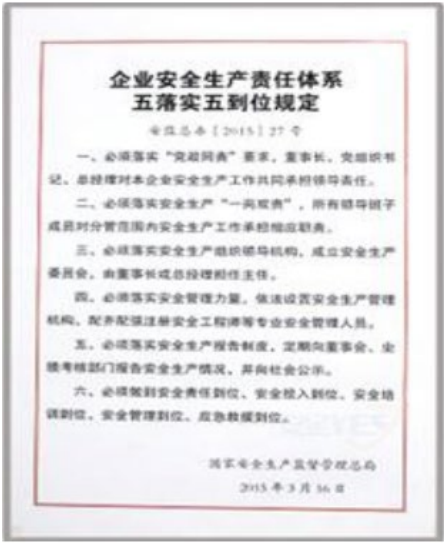 企业安全生产责任体系
五落实五到位规定
安监总办［2015］27号
一、必须落实“党政同责”要求，董事长、党组织书
记、总经理对本企业安全生产工作共同承担领导责任。
二、必须落实安全生产“一岗双责”，所有领导班子
成员对分管范围内安全生产工作承担相应职责。
三、必须落实安全生产组织领导机构，成立安全生产
委员会，由董事长或总经理担任主任。
四、必须落实安全管理力量，依法设置安全生产管理
机构，配齐配强注册安全工程师等专业安全管理人员。
五、必须落实安全生产报告制度，定期向董事会、业
绩考核部门报告安全生产情况，并向社会公示。
六、必须做到安全责任到位、安全投入到位、安全培
训到位、安全管理到位、应急救援到位。
国家安全生产监督管理总局
2015年3月16日